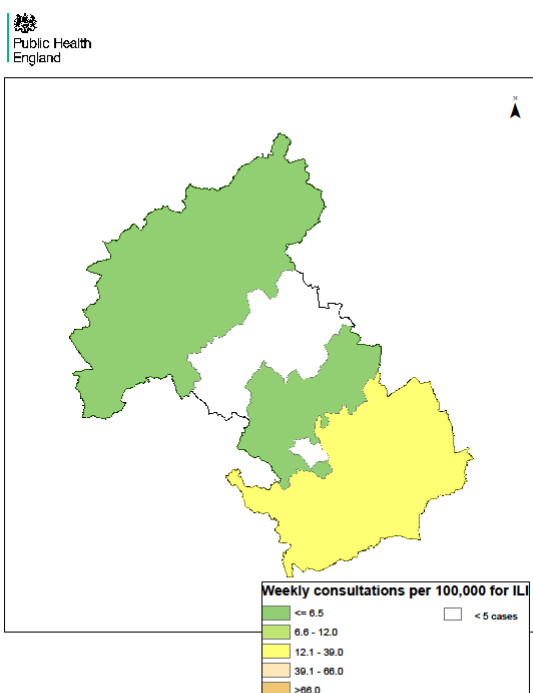 Public Health
England
N
Weekly consultations per 100,000 for ILI
<= 6.5
< 5 cases
6.6 - 12.0
12.1 - 39.0
39.1 - 66.0
>66.0